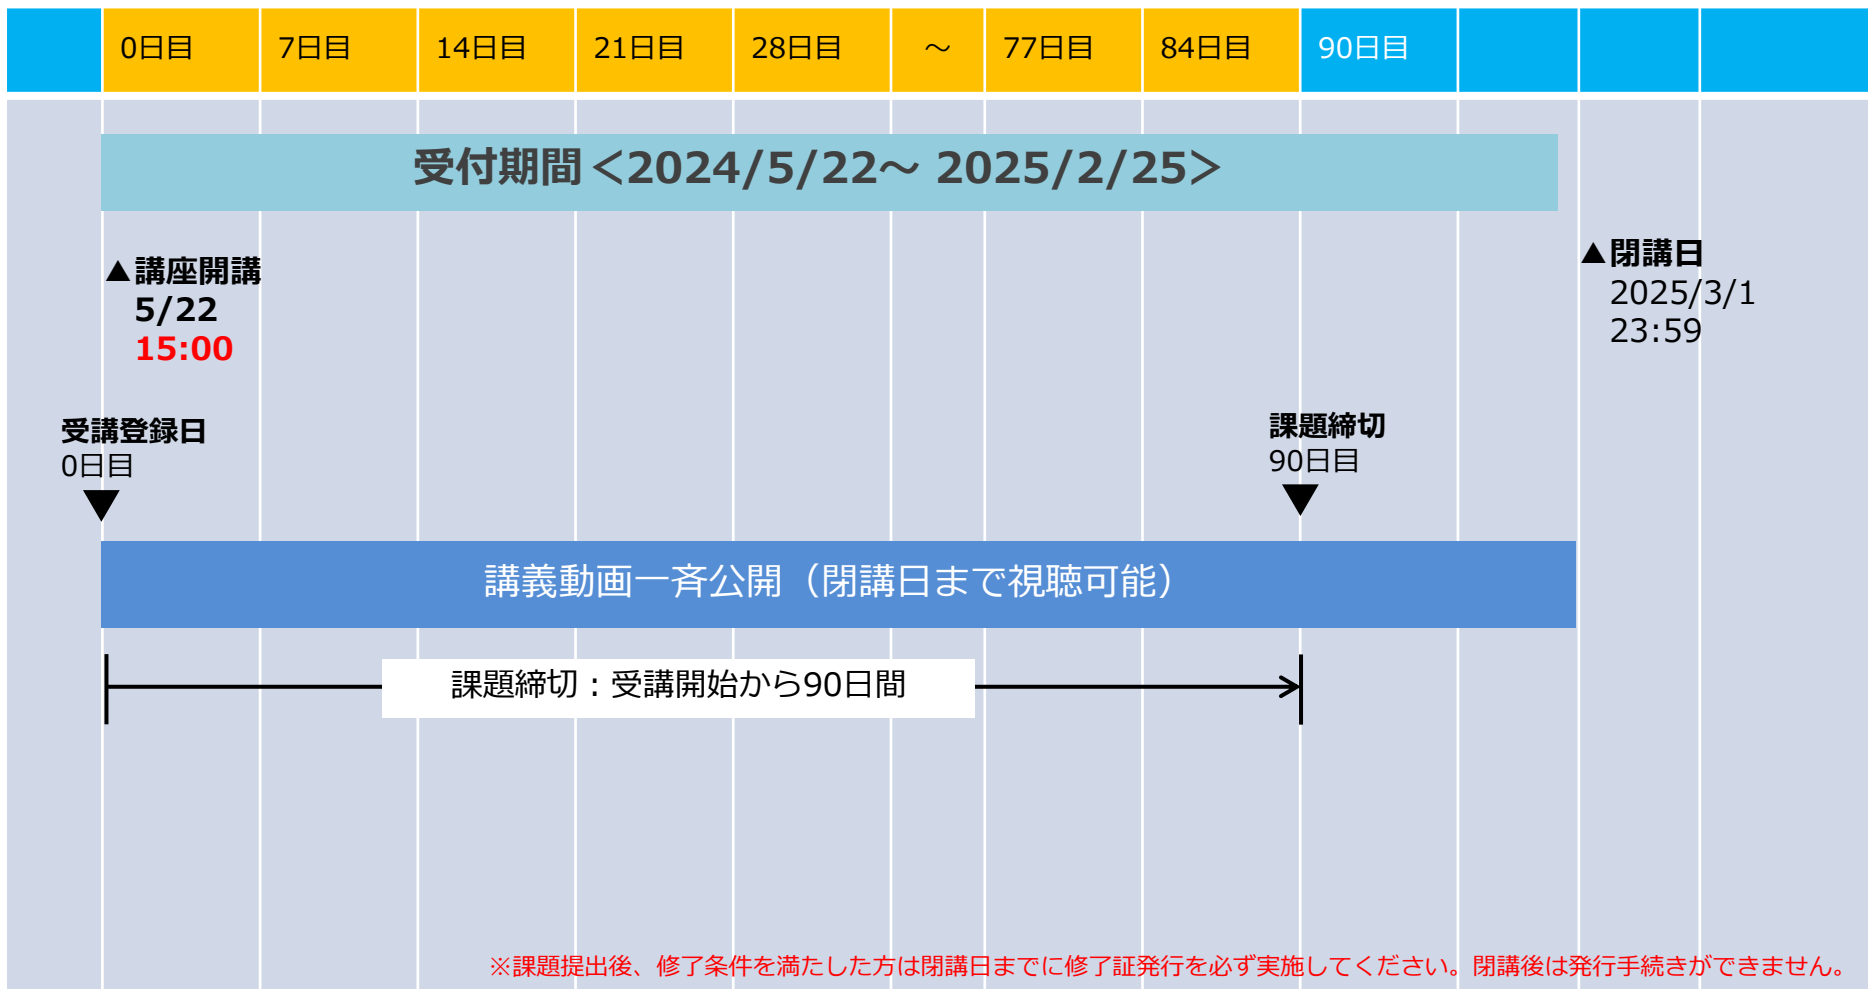 0日目 7日目 14日目 21日目 28日目 ～ 77日目 84日目 90日目
受付期間＜2024/5/22～ 2025/2/25＞
▲講座開講
5/22
15:00
▲閉講日
2025/3/1
23:59
受講登録日
0日目
課題締切
90日目
講義動画一斉公開（閉講日まで視聴可能）
課題締切：受講開始から90日間
※課題提出後、修了条件を満たした方は閉講日までに修了証発行を必ず実施してください。閉講後は発行手続きができません。